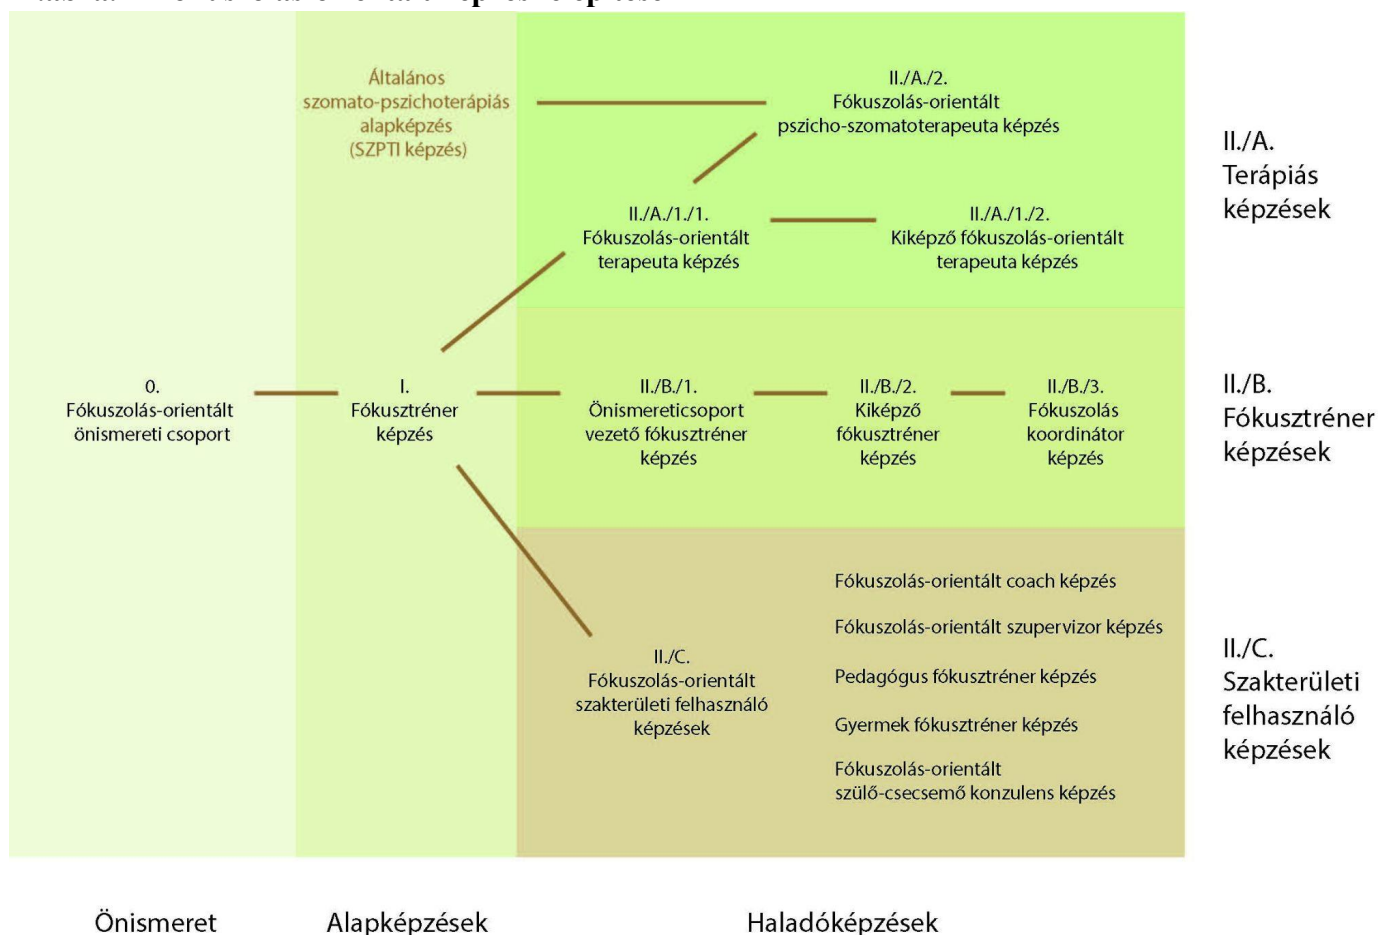 Általános
szomato-pszichoterápiás
alapképzés
(SZPTI képzés)
II./A./2.
Fókuszolás-orientált
pszicho-szomatoterapeuta képzés
II./A./1./1.
Fókuszolás-orientált
terapeuta képzés
II./A./1./2.
Kiképző fókuszolás-orientált
terapeuta képzés
II./A.
Terápiás
képzések
0.
Fókuszolás-orientált
önismereti csoport
I.
Fókusztréner
képzés
II./B./1.
Önismereticsoport
vezető fókusztréner
képzés
II./B./2.
Kiképző
fókusztréner
képzés
II./B./3.
Fókuszolás
koordinátor
képzés
II./B.
Fókusztréner
képzések
II./C.
Fókuszolás-orientált
szakterületi felhasználó
képzések
Fókuszolás-orientált coach képzés
Fókuszolás-orientált szupervizor képzés
Pedagógus fókusztréner képzés
Gyermek fókusztréner képzés
Fókuszolás-orientált
szülő-csecsemő konzulens képzés
II./C.
Szakterületi
felhasználó
képzések
Önismeret
Alapképzések
Haladóképzések